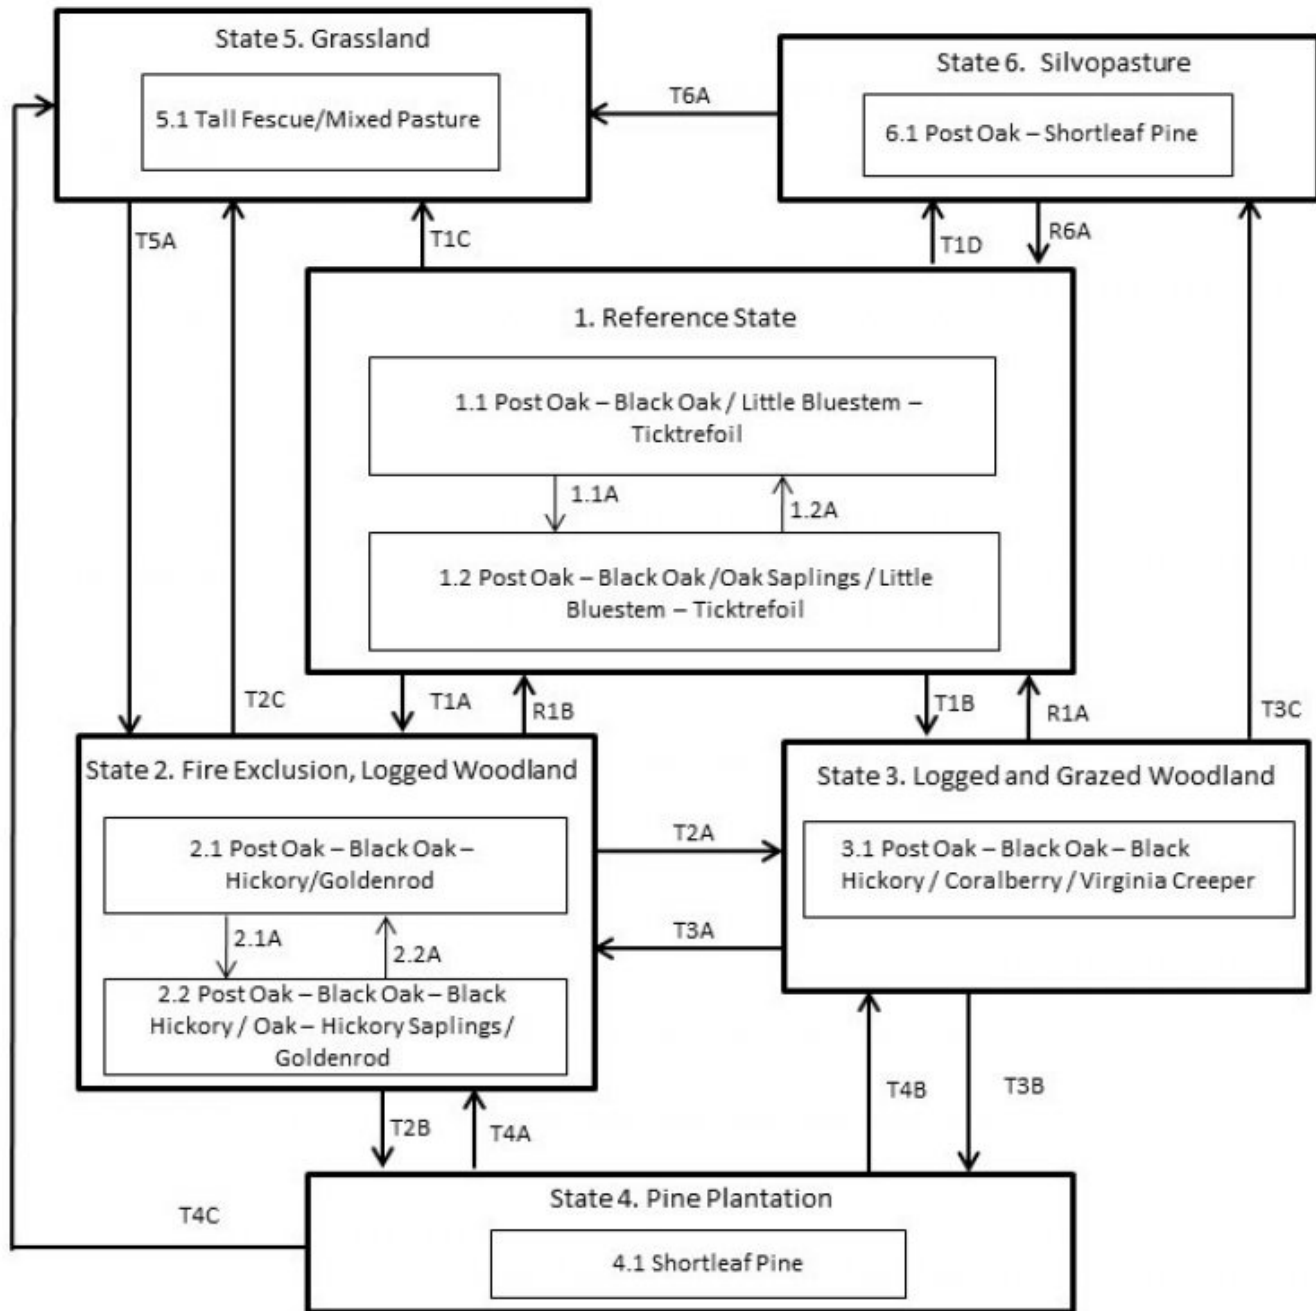 State 5. Grassland
5.1 Tall Fescue/Mixed Pasture
T6A
State 6. Silvopasture
6.1 Post Oak – Shortleaf Pine
T5A
T1C
T1D
R6A
1. Reference State
1.1 Post Oak – Black Oak / Little Bluestem –
Ticktrefoil
1.1A
1.2A
1.2 Post Oak – Black Oak /Oak Saplings / Little
Bluestem – Ticktrefoil
T2C
T1A
R1B
T1B
R1A
T3C
State 2. Fire Exclusion, Logged Woodland
2.1 Post Oak – Black Oak –
Hickory/Goldenrod
2.1A
2.2A
2.2 Post Oak – Black Oak – Black
Hickory / Oak – Hickory Saplings/
Goldenrod
T2A
T3A
State 3. Logged and Grazed Woodland
3.1 Post Oak – Black Oak – Black
Hickory / Coralberry / Virginia Creeper
T2B
T4A
T4B
T3B
T4C
State 4. Pine Plantation
4.1 Shortleaf Pine